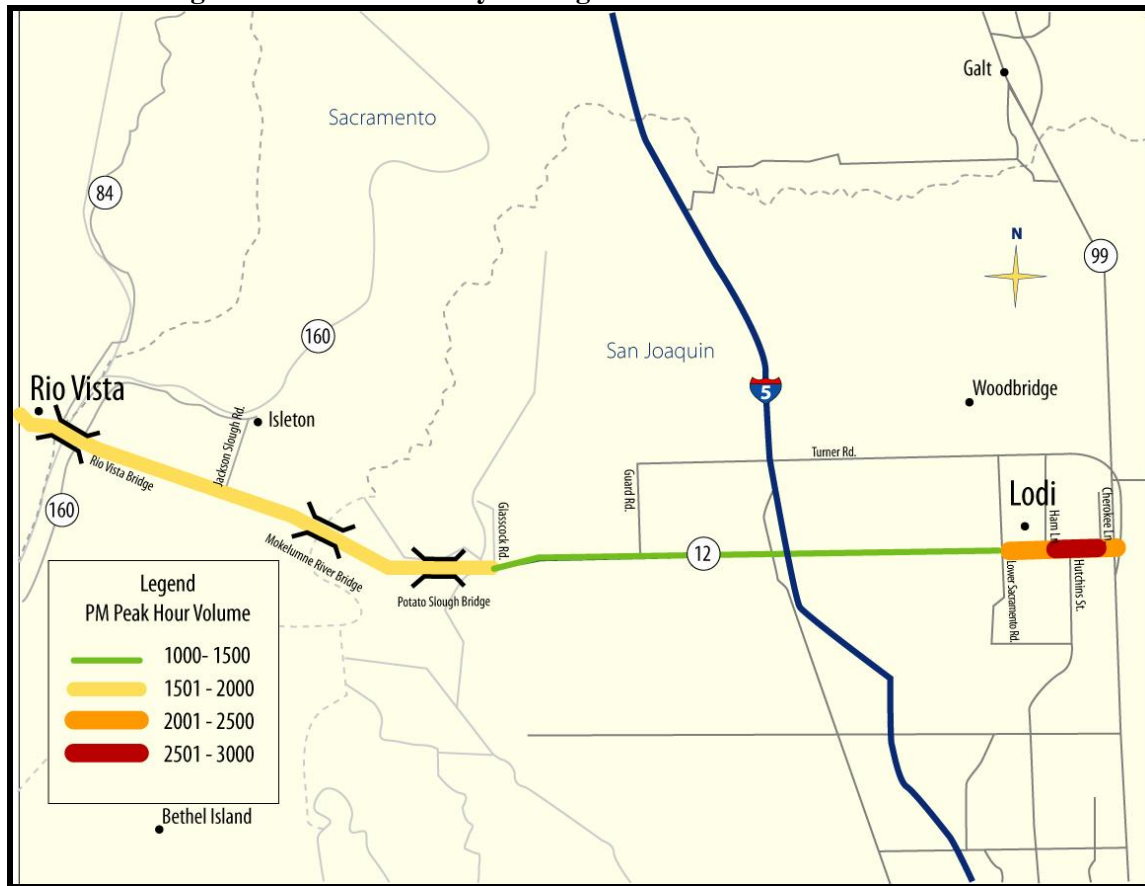 Galt
Sacramento
84
N
99
160
San Joaquin
5
Rio Vista
Isleton
Woodbridge
Jackson Slough Rd.
Rio Vista Bridge
Turner Rd.
Guard Rd.
160
Glasscock Rd.
Lodi
Ham Ln.
Cherokee Ln.
Mokelumne River Bridge
12
Potato Slough Bridge
Lower Sacramento Rd.
Hutchins St.
Legend
PM Peak Hour Volume
1000- 1500
1501 - 2000
2001 - 2500
2501 - 3000
Bethel Island